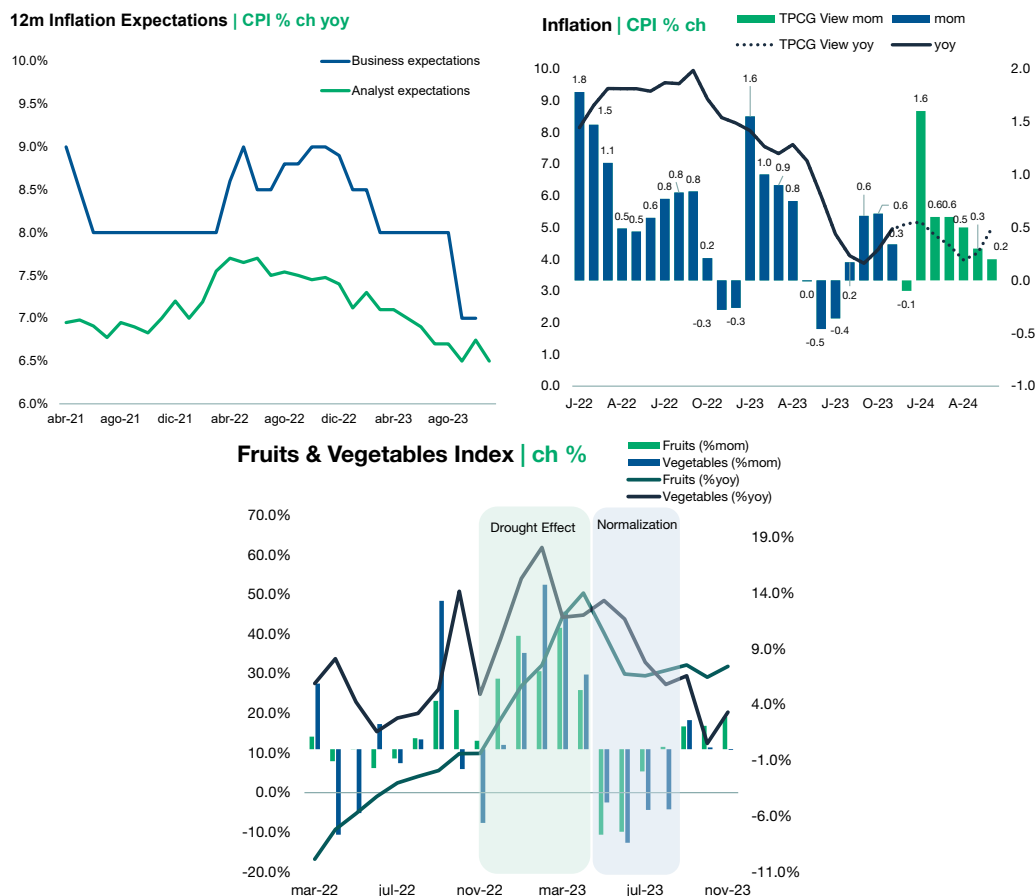 12m Inflation Expectations | CPI % ch yoy
Business expectations
Analyst expectations
10.0%
9.5%
9.0%
8.5%
8.0%
7.5%
7.0%
6.5%
6.0%
abr-21 ago-21 dic-21 abr-22 ago-22 dic-22 abr-23 ago-23
Inflation | CPI % ch
TPCG View mom mom
TPCG View yoy yoy
10.0
9.0
8.0
7.0
6.0
5.0
4.0
3.0
2.0
1.0
0.0
2.0
1.5
1.0
0.5
0.0
-0.5
-1.0
1.8 1.5 1.1 0.5 0.5 0.6 0.8 0.8 0.8 0.2 -0.3 -0.3 1.6 1.0 0.9 0.8 0.0 -0.5 -0.4 0.2 0.6 0.6 0.3 -0.1 1.6 0.6 0.6 0.5 0.3 0.2
J-22 A-22 J-22 O-22 J-23 A-23 J-23 O-23 J-24 A-24
Fruits & Vegetables Index | ch %
Fruits (%mom)
Vegetables (%mom)
Fruits (%yoy)
Vegetables (%yoy)
Drought Effect Normalization
70.0%
60.0%
50.0%
40.0%
30.0%
20.0%
10.0%
0.0%
-10.0%
-20.0%
19.0%
14.0%
9.0%
4.0%
-1.0%
-6.0%
-11.0%
mar-22 jul-22 nov-22 mar-23 jul-23 nov-23